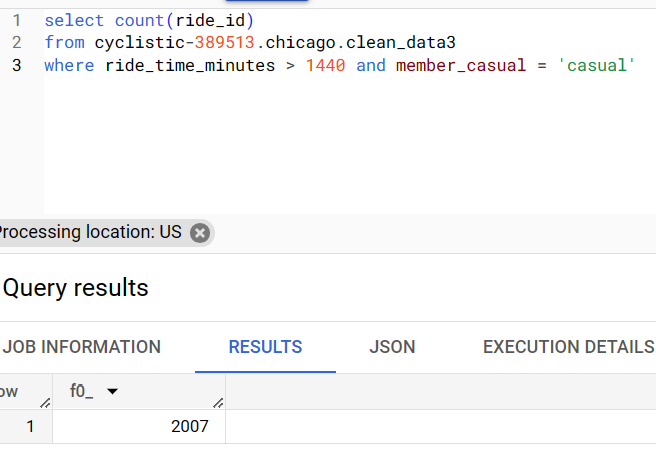 1 select count(ride_id)
2 from cyclistic-389513.chicago.clean_data3
3 where ride_time_minutes > 1440 and member_casual = 'casual'
Processing location: US
Query results
JOB INFORMATION RESULTS JSON EXECUTION DETAILS
ow f0_
1 2007